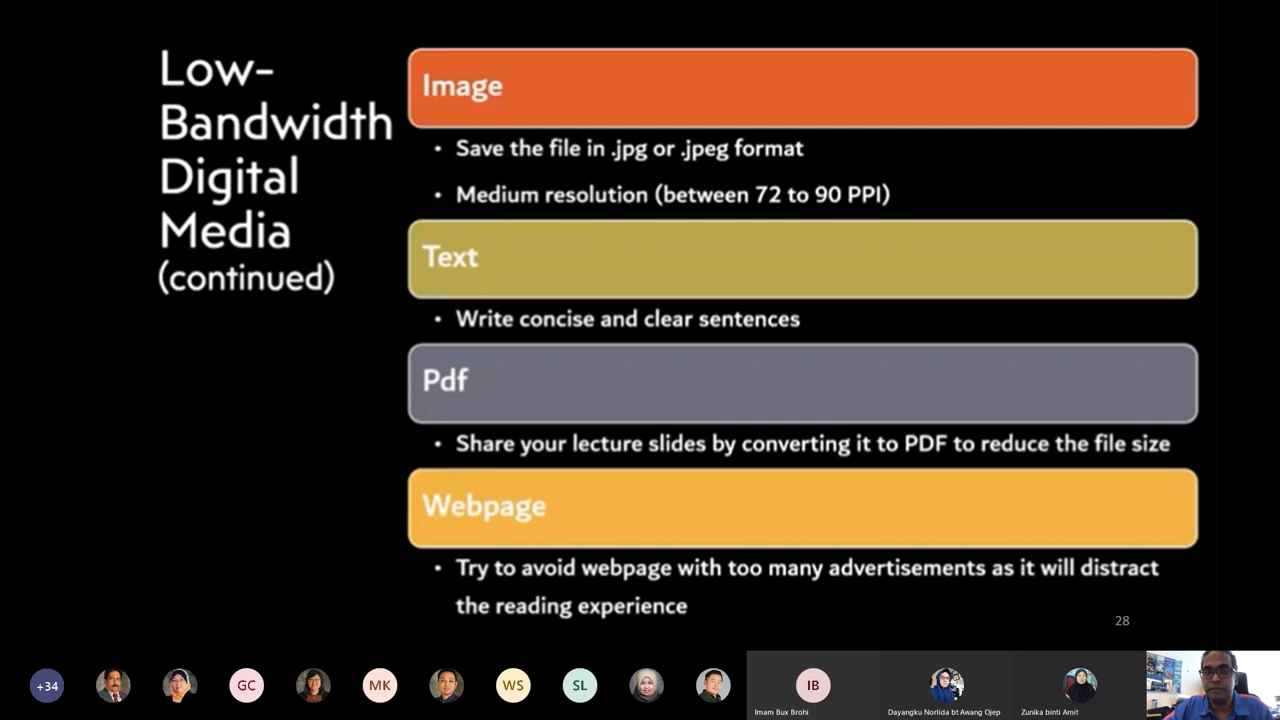 Low-
Bandwidth
Digital
Media
(continued)
Image
• Save the file in .jpg or .jpeg format
• Medium resolution (between 72 to 90 PPI)
Text
• Write concise and clear sentences
Pdf
• Share your lecture slides by converting it to PDF to reduce the file size
Webpage
• Try to avoid webpage with too many advertisements as it will distract
the reading experience
28
+34
GC
MK
WS
SL
IB
Imam Bux Brohi
Dayangku Norlida bt Awang Ojep
Zunika binti Amit